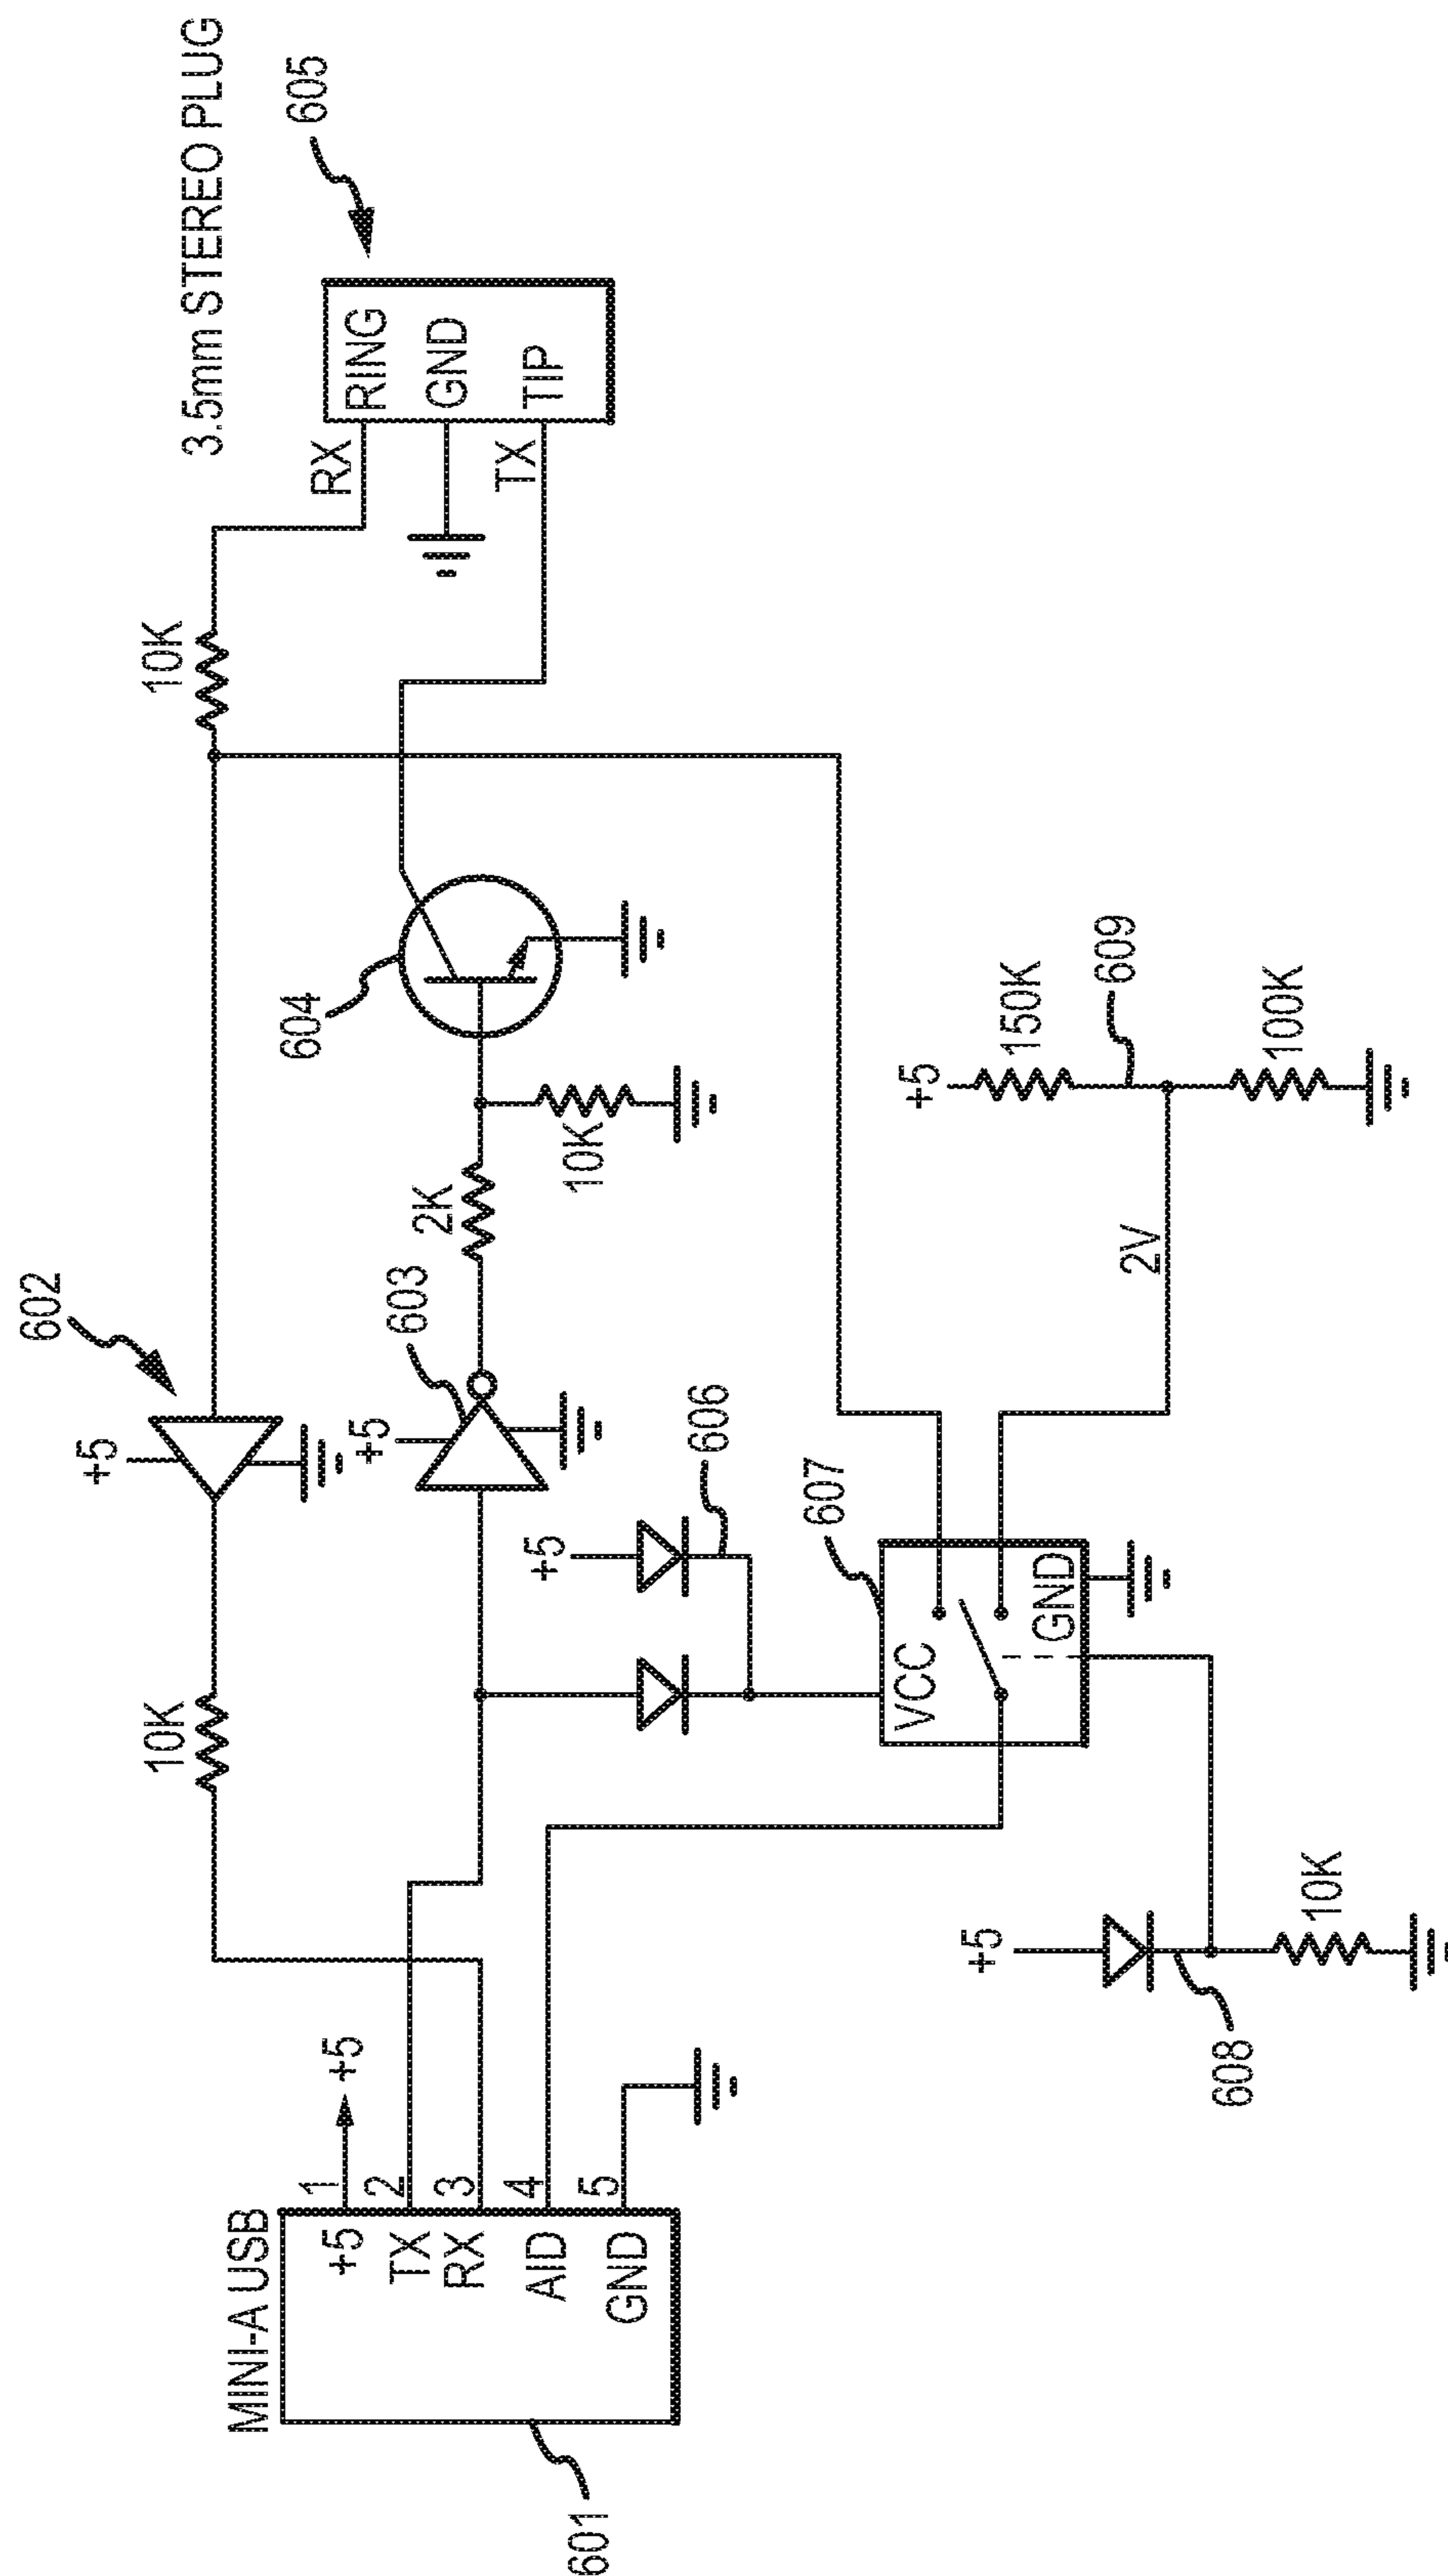 3.5mm STEREO PLUG
605
RING
GND
TIP
RX
TX
10K
604
602
+5
603
+5
2K
10K
+5
150K
609
100K
2V
+5
606
607
VCC
GND
10K
+5
608
10K
MINI-A USB
+5
TX
RX
AID
GND
1
2
3
4
5
+5
601